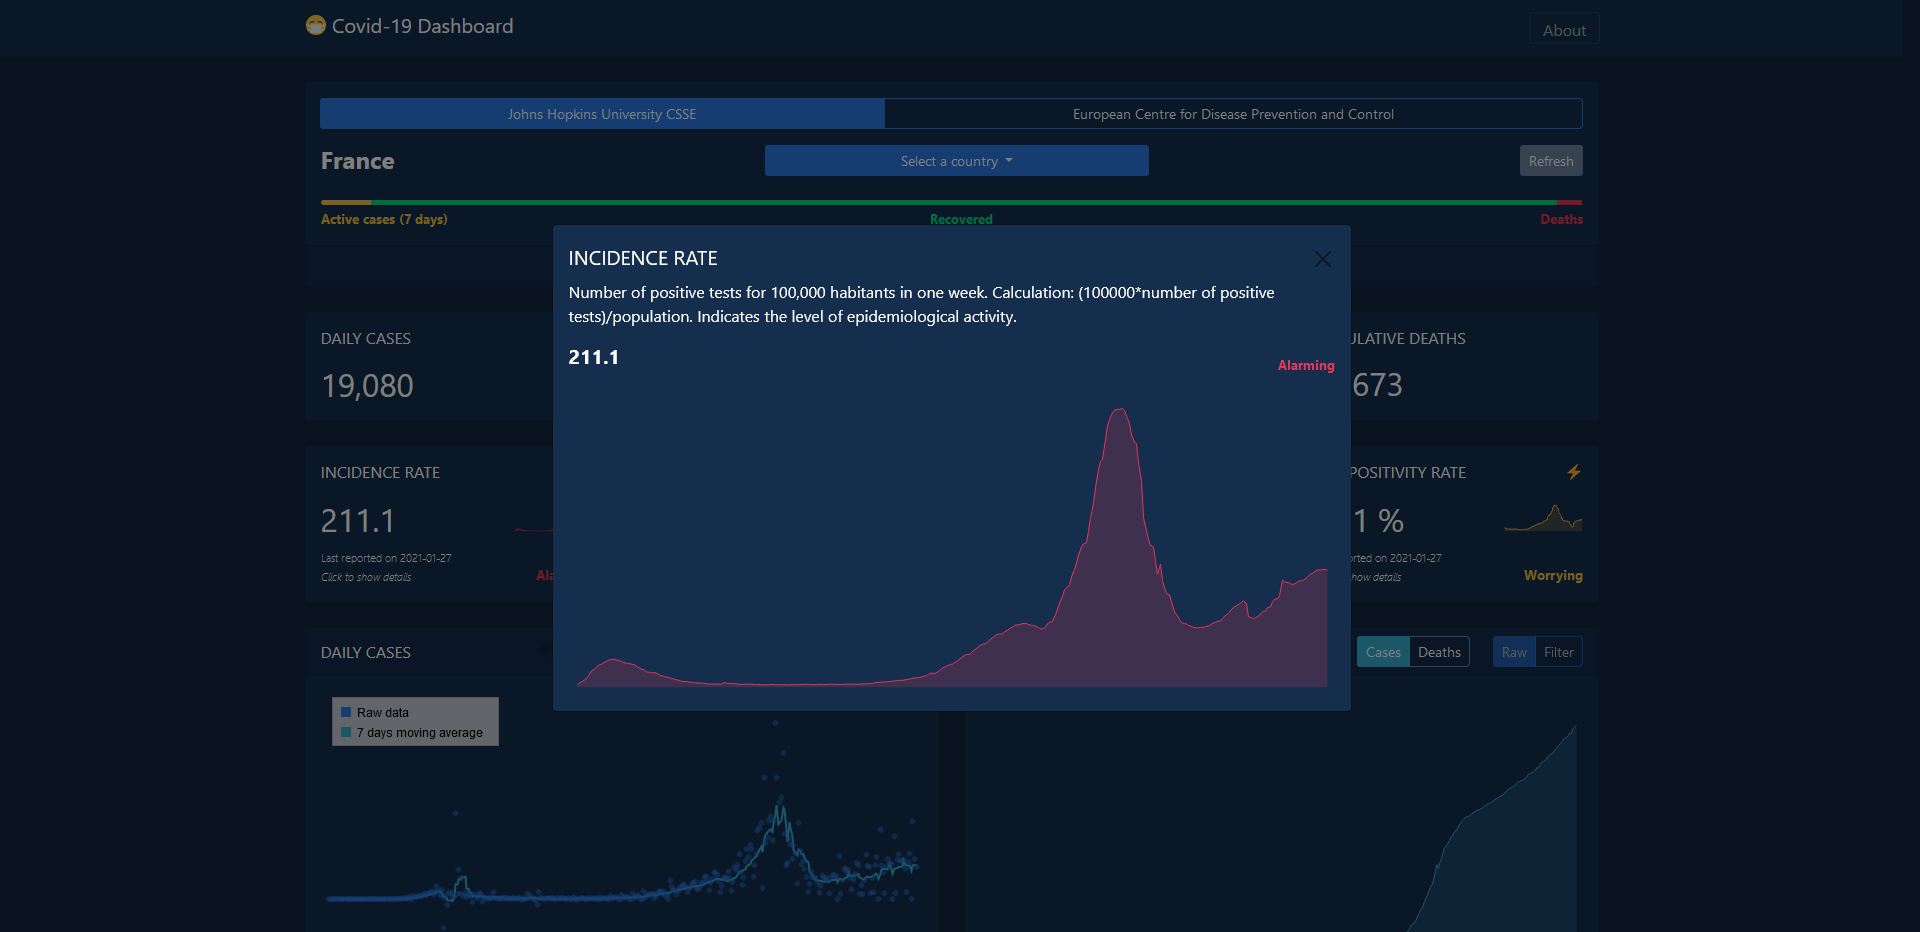 Covid-19 Dashboard
About
Johns Hopkins University CSSE
European Centre for Disease Prevention and Control
France
Select a country
Refresh
Active cases (7 days)
Recovered
Deaths
INCIDENCE RATE
Number of positive tests for 100,000 habitants in one week. Calculation: (100000*number of positive
tests)/population. Indicates the level of epidemiological activity.
211.1
Alarming
DAILY CASES
19,080
DEATHS
673
INCIDENCE RATE
211.1
Last reported on 2021-01-27
Click to show details
POSITIVITY RATE
1 %
on 2021-01-27
details
Worrying
DAILY CASES
Cases
Deaths
Raw
Filter
Raw data
7 days moving average